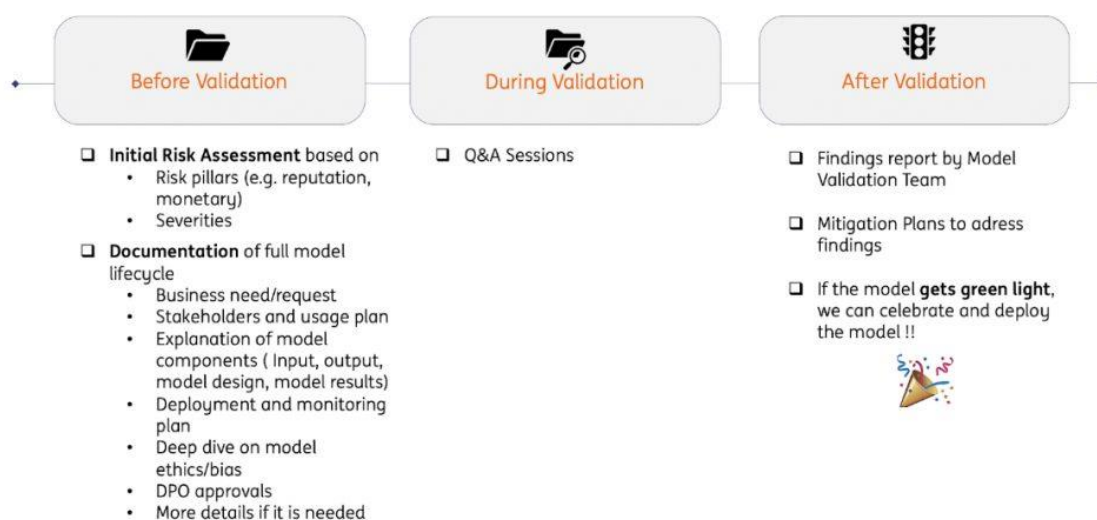 Before Validation
During Validation
After Validation
❑ Initial Risk Assessment based on
• Risk pillars (e.g. reputation,
monetary)
• Severities
❑ Documentation of full model
lifecycle
• Business need/request
• Stakeholders and usage plan
• Explanation of model
components ( Input, output,
model design, model results)
• Deployment and monitoring
plan
• Deep dive on model
ethics/bias
• DPO approvals
• More details if it is needed
❑ Q&A Sessions
❑ Findings report by Model
Validation Team
❑ Mitigation Plans to adress
findings
❑ If the model gets green light,
we can celebrate and deploy
the model !!